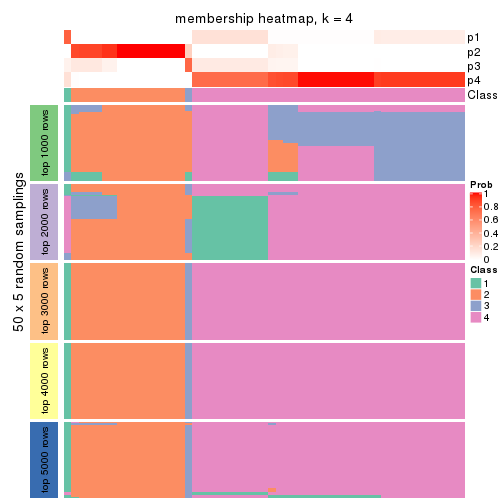 membership heatmap, k = 4
p1
p2
p3
p4
Class
50 x 5 random samplings
top 1000 rows
top 2000 rows
top 3000 rows
top 4000 rows
top 5000 rows
Prob
1
0.8
0.6
0.4
0.2
0
Class
1
2
3
4